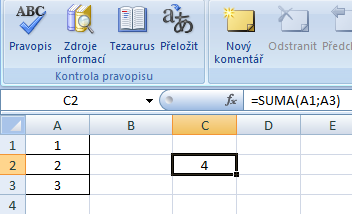 ABC
Pravopis Zdroje informací Tezaurus Přeložit
Nový komentář Odstranit
Kontrola pravopisu
C2 fx =SUMA(A1;A3)
A B C D E
1 1
2 2 4
3 3
4